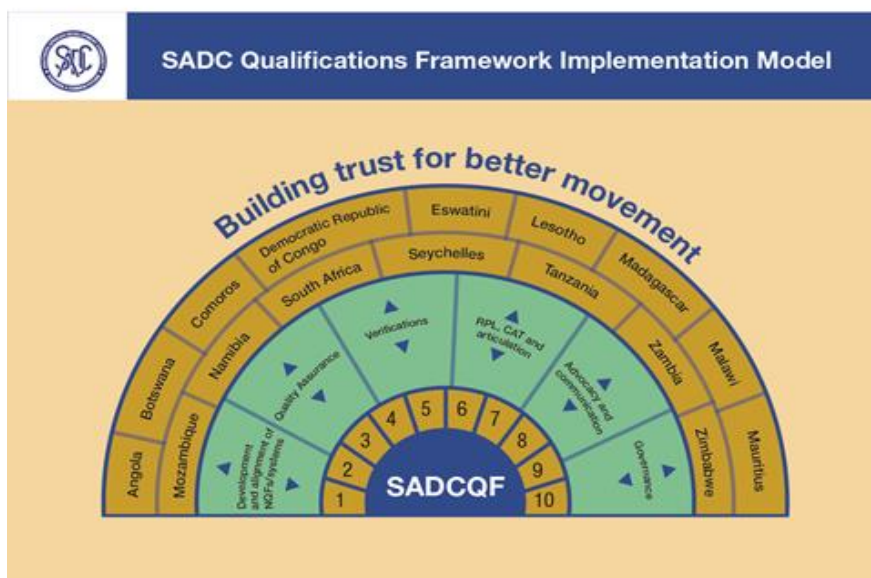 SADC
SADC Qualifications Framework Implementation Model
Building trust for better movement
Angola
Botswana
Comoros
Democratic Republic
of Congo
Eswatini
Lesotho
Madagascar
Malawi
Mauritius
Mozambique
Namibia
South Africa
Seychelles
Tanzania
Zambia
Zimbabwe
Development
and alignment of
NQFs/systems
Quality Assurance
Verifications
RPL, CAT and
articulation
Advocacy and
communication
Governance
1
2
3
4
5
6
7
8
9
10
SADCQF